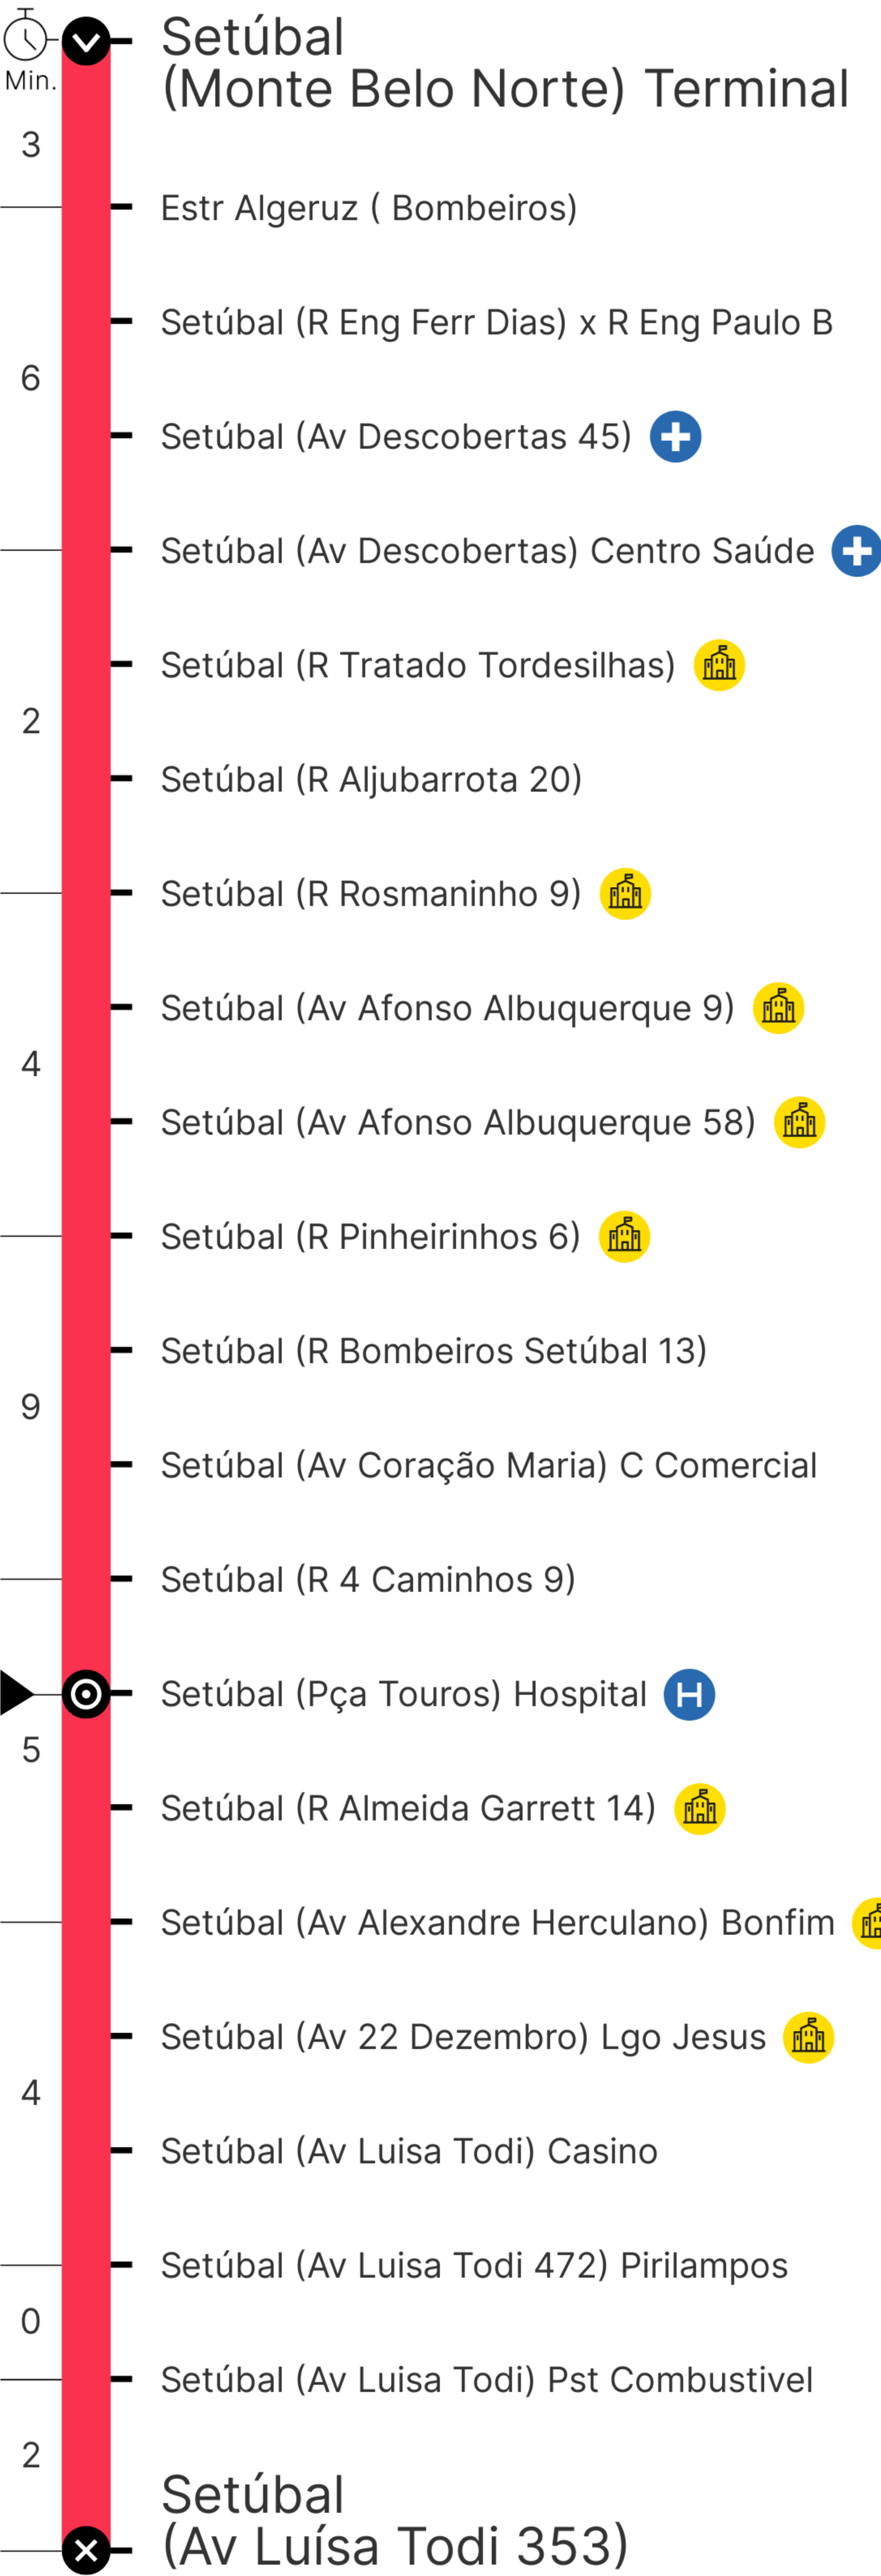 Setúbal
(Monte Belo Norte) Terminal
Min.
3
Estr Algeruz ( Bombeiros)
Setúbal (R Eng Ferr Dias) x R Eng Paulo B
6
Setúbal (Av Descobertas 45)
Setúbal (Av Descobertas) Centro Saúde
Setúbal (R Tratado Tordesilhas)
2
Setúbal (R Aljubarrota 20)
Setúbal (R Rosmaninho 9)
Setúbal (Av Afonso Albuquerque 9)
4
Setúbal (Av Afonso Albuquerque 58)
Setúbal (R Pinheirinhos 6)
Setúbal (R Bombeiros Setúbal 13)
9
Setúbal (Av Coração Maria) C Comercial
Setúbal (R 4 Caminhos 9)
Setúbal (Pça Touros) Hospital H
5
Setúbal (R Almeida Garrett 14)
Setúbal (Av Alexandre Herculano) Bonfim
Setúbal (Av 22 Dezembro) Lgo Jesus
4
Setúbal (Av Luisa Todi) Casino
Setúbal (Av Luisa Todi 472) Pirilampos
0
Setúbal (Av Luisa Todi) Pst Combustivel
2
Setúbal
(Av Luísa Todi 353)